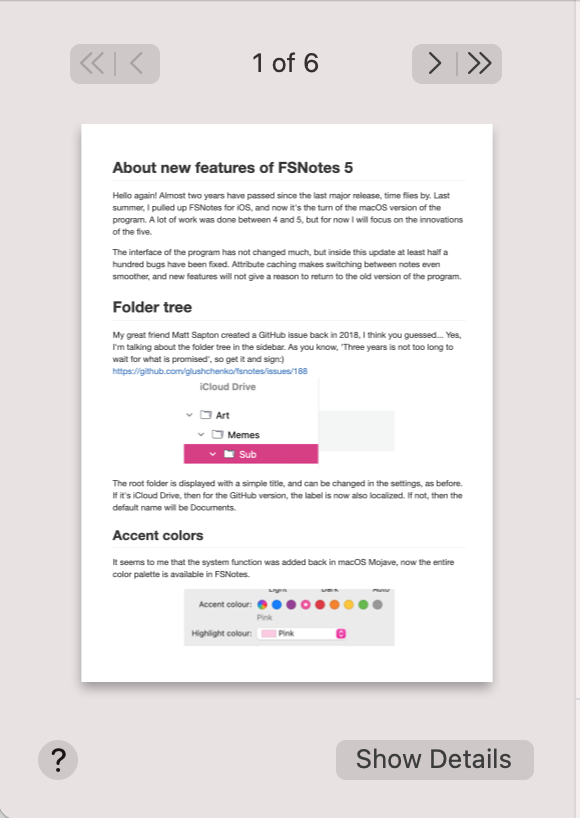 1 of 6
About new features of FSNotes 5
Hello again! Almost two years have passed since the last major release, time flies by. Last
summer, I pulled up FSNotes for iOS, and now it's the turn of the macOS version of the
program. A lot of work was done between 4 and 5, but for now I will focus on the innovations
of the five.
The interface of the program has not changed much, but inside this update at least half a
hundred bugs have been fixed. Attribute caching makes switching between notes even
smoother, and new features will not give a reason to return to the old version of the program.
Folder tree
My great friend Matt Sapton created a GitHub issue back in 2018, I think you guessed... Yes,
I'm talking about the folder tree in the sidebar. As you know, 'Three years is not too long to
wait for what is promised', so get it and sign:)
https://github.com/glushchenko/fsnotes/issues/188
iCloud Drive
Art
Memes
Sub
The root folder is displayed with a simple title, and can be changed in the settings, as before.
If it's iCloud Drive, then for the GitHub version, the label is now also localized. If not, then the
default name will be Documents.
Accent colors
It seems to me that the system function was added back in macOS Mojave, now the entire
color palette is available in FSNotes.
Light Dark Auto
Accent colour:
Pink
Highlight colour: Pink
? Show Details